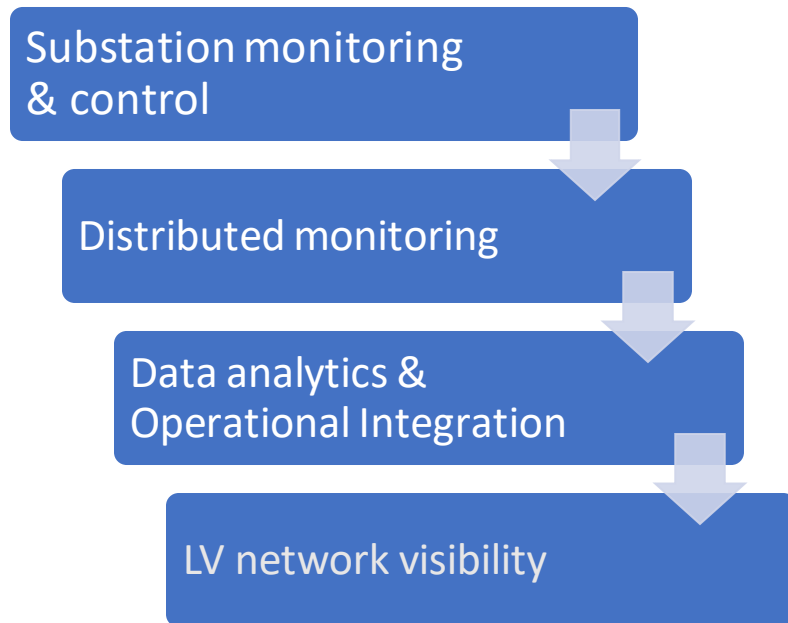 Substation monitoring
& control
Distributed monitoring
Data analytics &
Operational Integration
LV network visibility